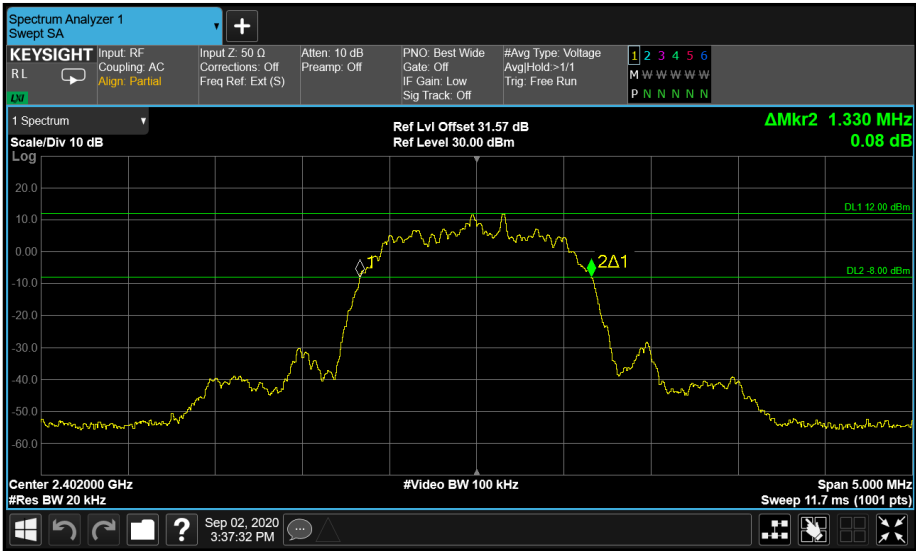 Spectrum Analyzer 1
Swept SA
+
KEYSIGHT
R L
LXI
Input: RF
Coupling: AC
Align: Partial
Input Z: 50 Ω
Corrections: Off
Freq Ref: Ext (S)
Atten: 10 dB
Preamp: Off
PNO: Best Wide
Gate: Off
IF Gain: Low
Sig Track: Off
#Avg Type: Voltage
Avg|Hold:>1/1
Trig: Free Run
1 2 3 4 5 6
M W W W W W
P N N N N N
1 Spectrum
Scale/Div 10 dB
Ref Lvl Offset 31.57 dB
Ref Level 30.00 dBm
ΔMkr2 1.330 MHz
0.08 dB
Log
20.0
10.0
0.00
-10.0
-20.0
-30.0
-40.0
-50.0
-60.0
DL1 12.00 dBm
DL2 -8.00 dBm
1
2Δ1
Center 2.402000 GHz
#Video BW 100 kHz
Span 5.000 MHz
#Res BW 20 kHz
Sweep 11.7 ms (1001 pts)
?
Sep 02, 2020
3:37:32 PM